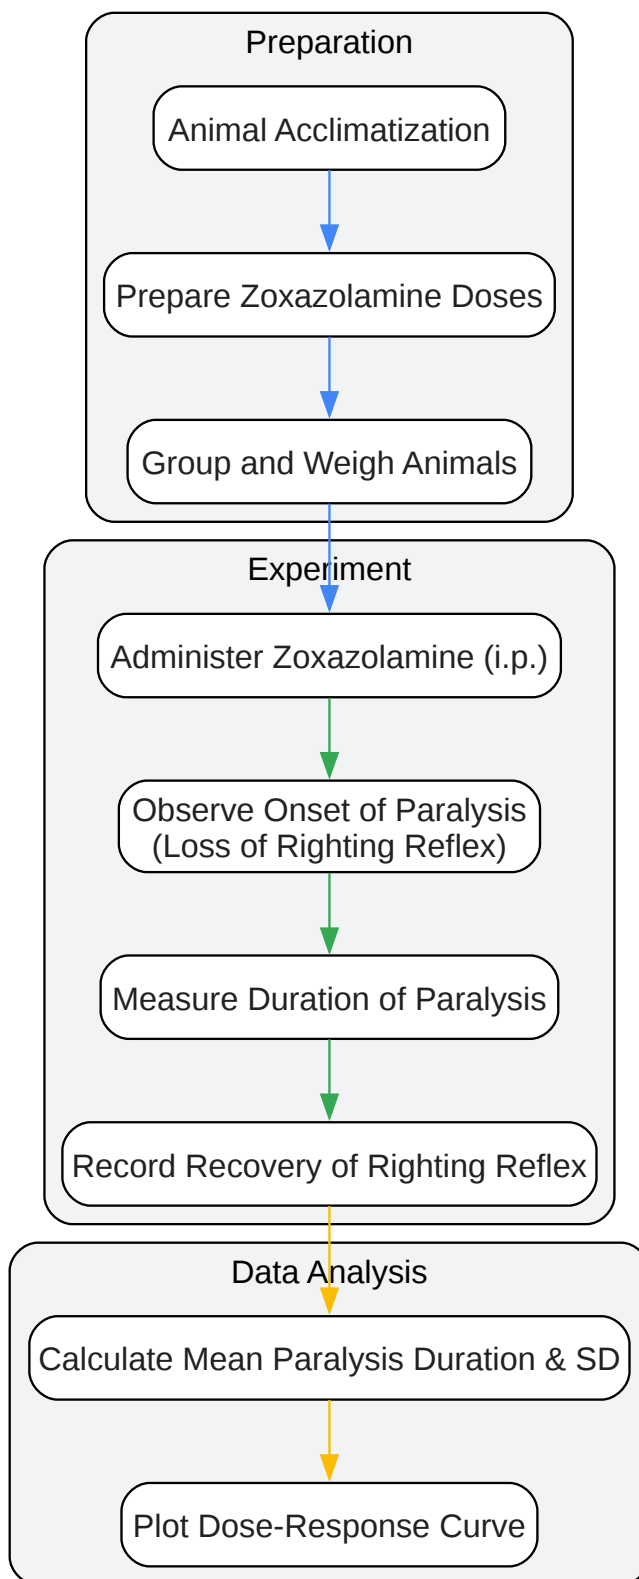 Preparation
Animal Acclimatization
Prepare Zoxazolamine Doses
Group and Weigh Animals
Experiment
Administer Zoxazolamine (i.p.)
Observe Onset of Paralysis
(Loss of Righting Reflex)
Measure Duration of Paralysis
Record Recovery of Righting Reflex
Data Analysis
Calculate Mean Paralysis Duration & SD
Plot Dose-Response Curve